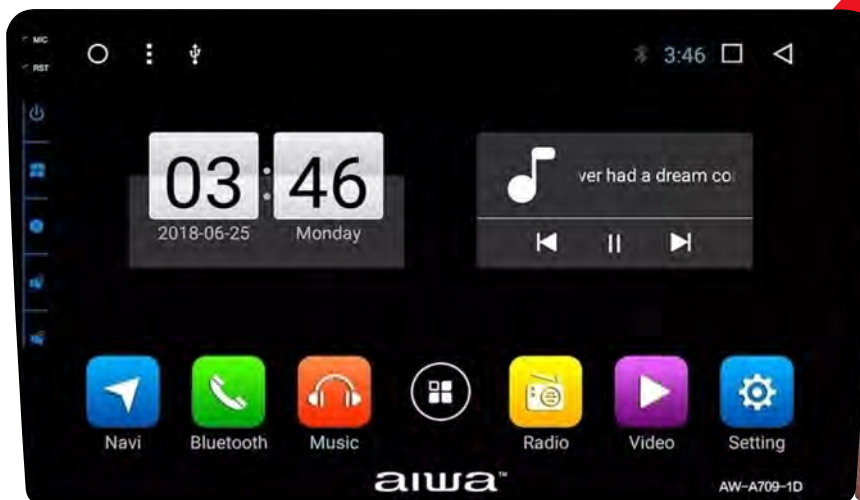 MIC
RST
3:46
03:46
2018-06-25 Monday
ver had a dream co
Navi Bluetooth Music Radio Video Setting
aiwa™
AW-A709-1D